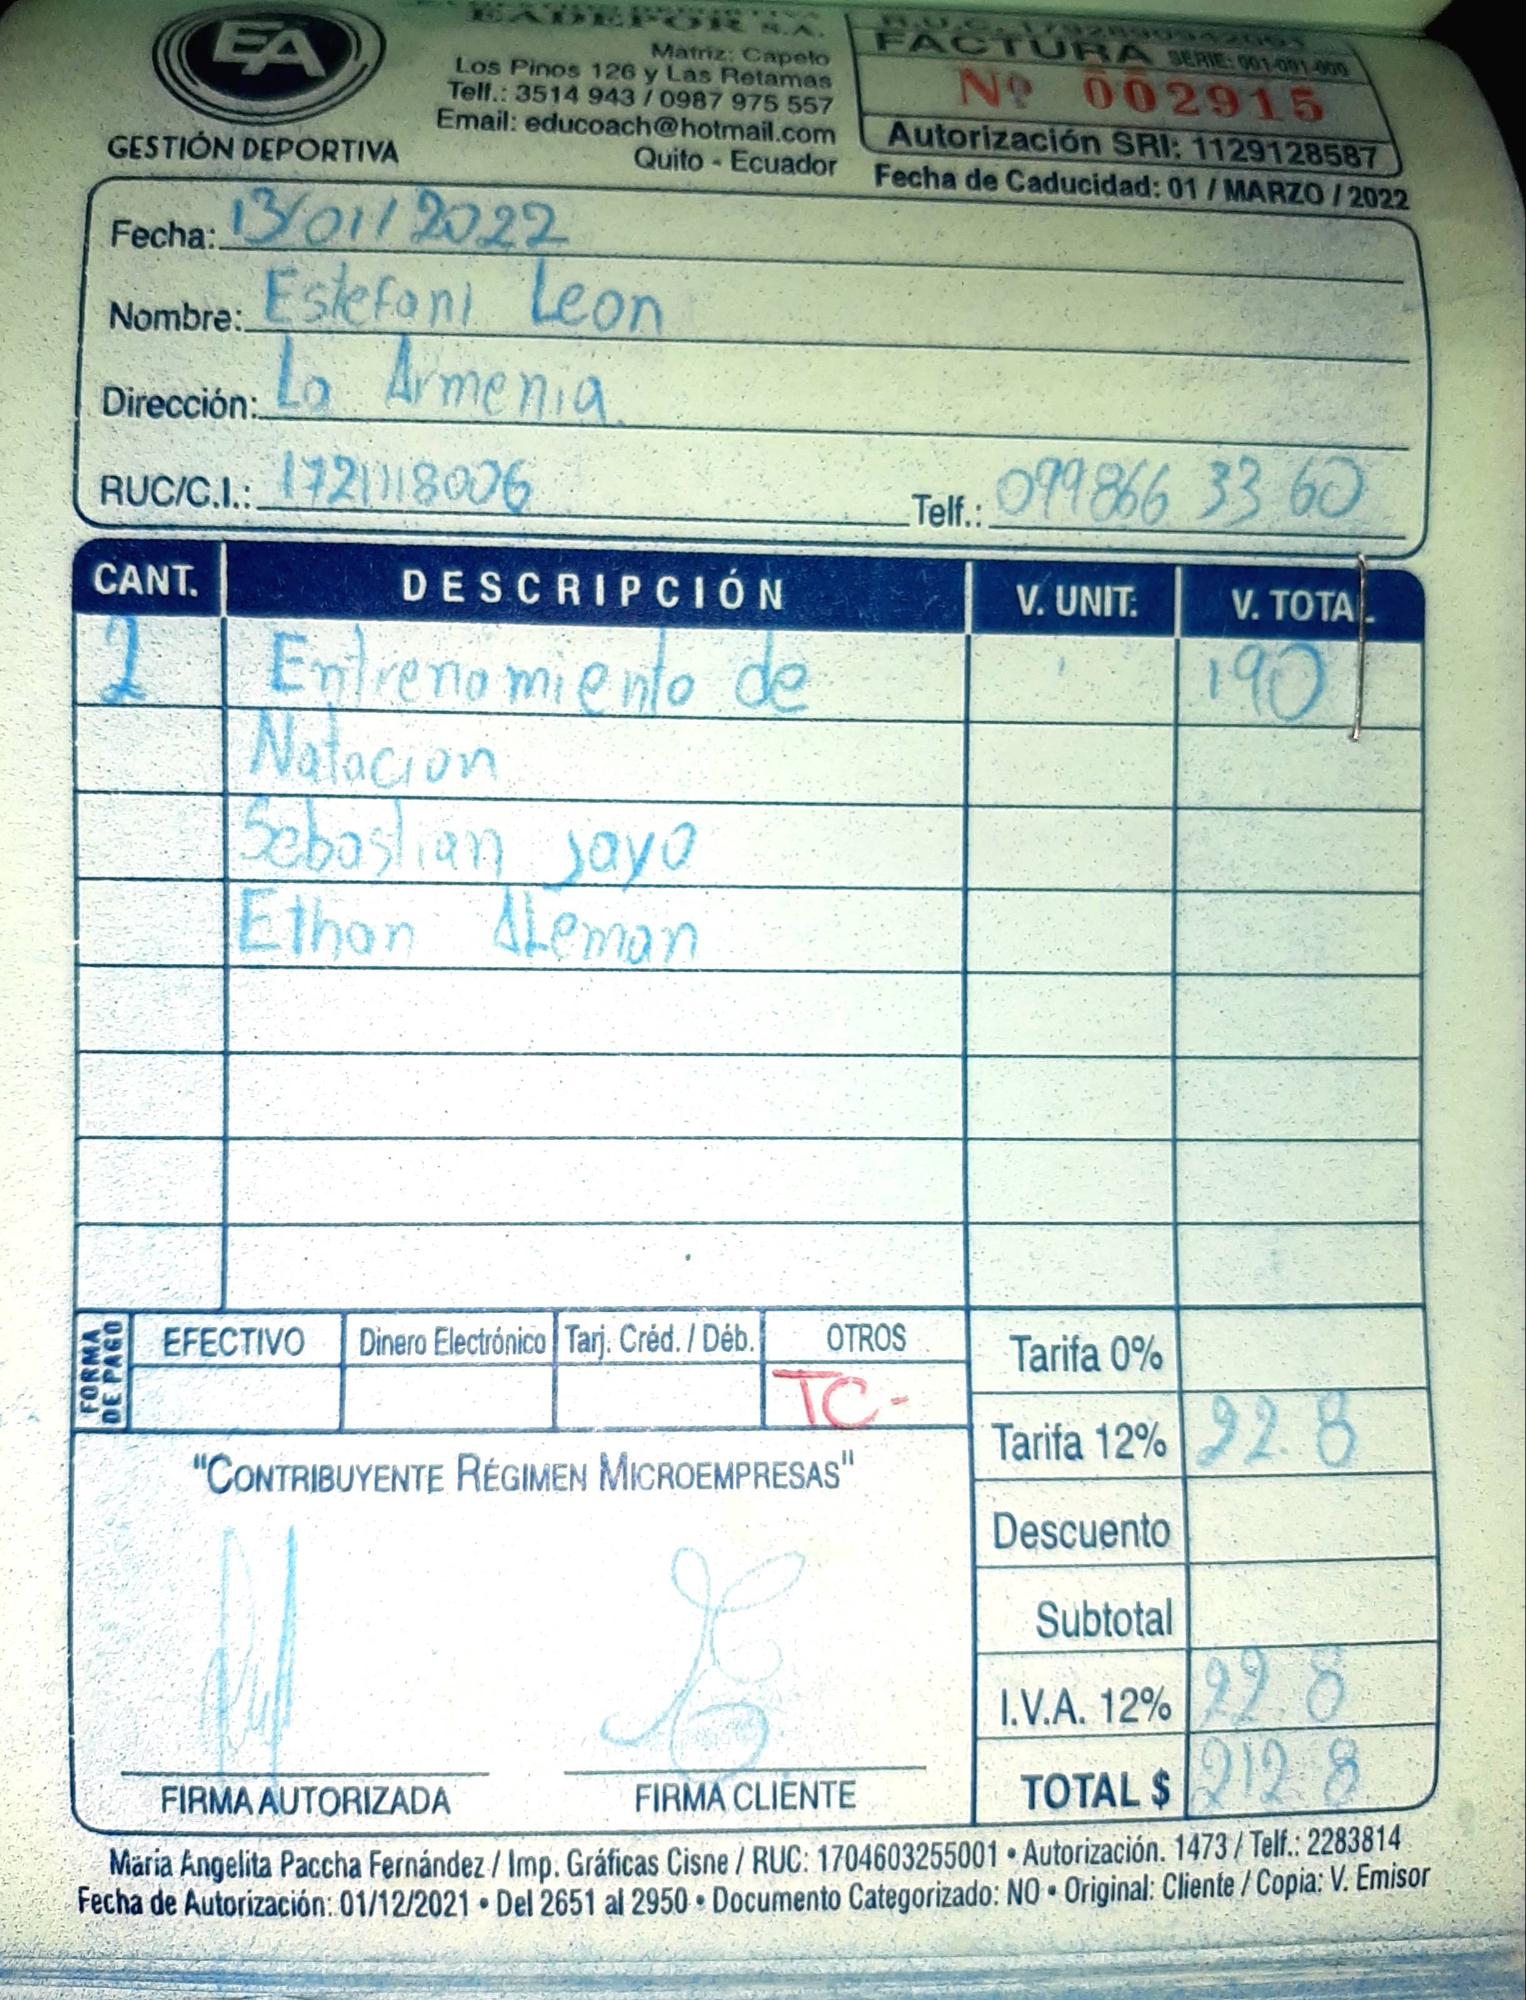 EA
GESTIÓN DEPORTIVA
EADEPOR S.A.
Matriz: Capelo
Los Pinos 126 y Las Retamas
Telf.: 3514 943 / 0987 975 557
Email: educoach@hotmail.com
Quito - Ecuador
R.U.C. 1792890942001
FACTURA SERIE: 001-001-000
Nº 002915
Autorización SRI: 1129128587
Fecha de Caducidad: 01 / MARZO / 2022
Fecha: 13/01/2022
Nombre: Estefani Leon
Dirección: La Armenia
RUC/C.I.: 1721118006 Telf.: 099866 33 60
CANT. DESCRIPCIÓN V. UNIT. V. TOTAL
2 Entrenamiento de 190
Natacion
Sebastian Jayo
Ethan Aleman
FORMA DE PAGO EFECTIVO Dinero Electrónico Tarj. Créd. / Déb. OTROS
TC-
Tarifa 0%
Tarifa 12% 22.8
Descuento
Subtotal
I.V.A. 12% 22.8
TOTAL $ 212.8
"CONTRIBUYENTE RÉGIMEN MICROEMPRESAS"
FIRMA AUTORIZADA FIRMA CLIENTE
María Angelita Paccha Fernández / Imp. Gráficas Cisne / RUC: 1704603255001 • Autorización. 1473 / Telf.: 2283814
Fecha de Autorización: 01/12/2021 • Del 2651 al 2950 • Documento Categorizado: NO • Original: Cliente / Copia: V. Emisor